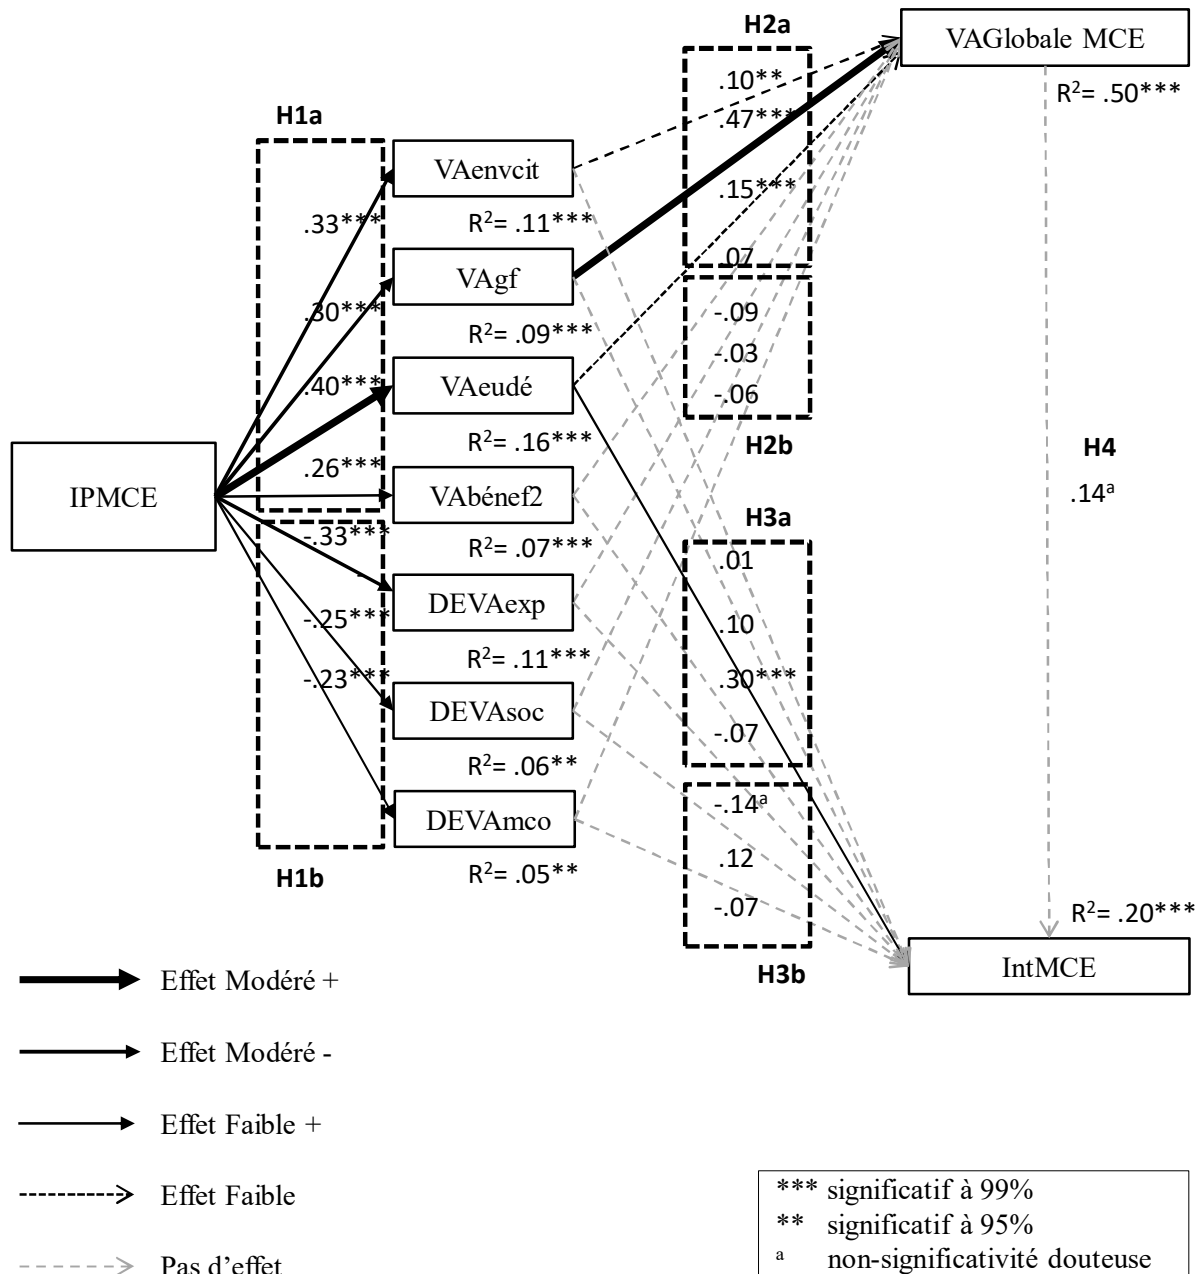 H2a
VAGlobale MCE
R²= .50***
.10**
.47***
.15***
.07
H1a
VAenvcit
.33***
R²= .11***
VAgf
.30***
R²= .09***
-.09
-.03
-.06
H2b
VAeudé
.40***
R²= .16***
IPMCE
.26***
VAbénef2
R²= .07***
H4
.14ᵃ
H3a
-.33***
-
DEVAexp
.01
.10
.30***
-.07
-.25***
R²= .11***
-.23***
DEVAsoc
R²= .06**
DEVAmco
-.14ᵃ
.12
-.07
H3b
H1b
R²= .05**
R²= .20***
IntMCE
Effet Modéré +
Effet Modéré -
Effet Faible +
Effet Faible
Pas d’effet
*** significatif à 99%
** significatif à 95%
ᵃ non-significativité douteuse